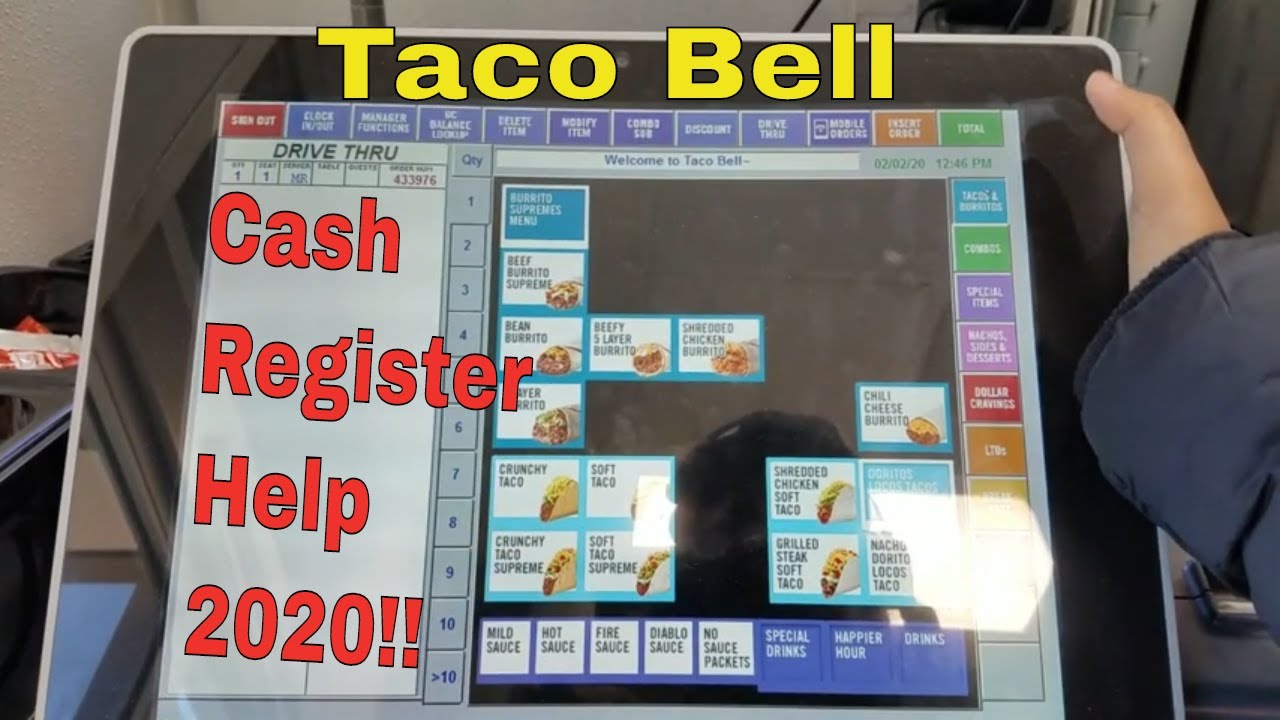 Taco Bell
SIGN OUT
CLOCK
IN/OUT
MANAGER
FUNCTIONS
GC
BALANCE
LOOKUP
DELETE
ITEM
MODIFY
ITEM
COMBO
SUB
DISCOUNT
DRIVE
THRU
MOBILE
ORDERS
INSERT
ORDER
TOTAL
DRIVE THRU
QTY SEAT SERVER TABLE GUESTS ORDER NUM
1 1 MR 433976
Qty
Welcome to Taco Bell~
02/02/20 12:46 PM
Cash
Register
Help
2020!!
1
2
3
4
6
7
8
9
10
>10
BURRITO
SUPREMES
MENU
BEEF
BURRITO
SUPREME
BEAN
BURRITO
BEEFY
5 LAYER
BURRITO
SHREDDED
CHICKEN
BURRITO
CHILI
CHEESE
BURRITO
CRUNCHY
TACO
SOFT
TACO
SHREDDED
CHICKEN
SOFT
TACO
DORITOS
LOCOS TACOS
CRUNCHY
TACO
SUPREME
SOFT
TACO
SUPREME
GRILLED
STEAK
SOFT
TACO
NACHO
DORITO
LOCOS
TACO
MILD
SAUCE
HOT
SAUCE
FIRE
SAUCE
DIABLO
SAUCE
NO
SAUCE
PACKETS
SPECIAL
DRINKS
HAPPIER
HOUR
DRINKS
TACOS &
BURRITOS
COMBOS
SPECIAL
ITEMS
NACHOS,
SIDES &
DESSERTS
DOLLAR
CRAVINGS
LTOs